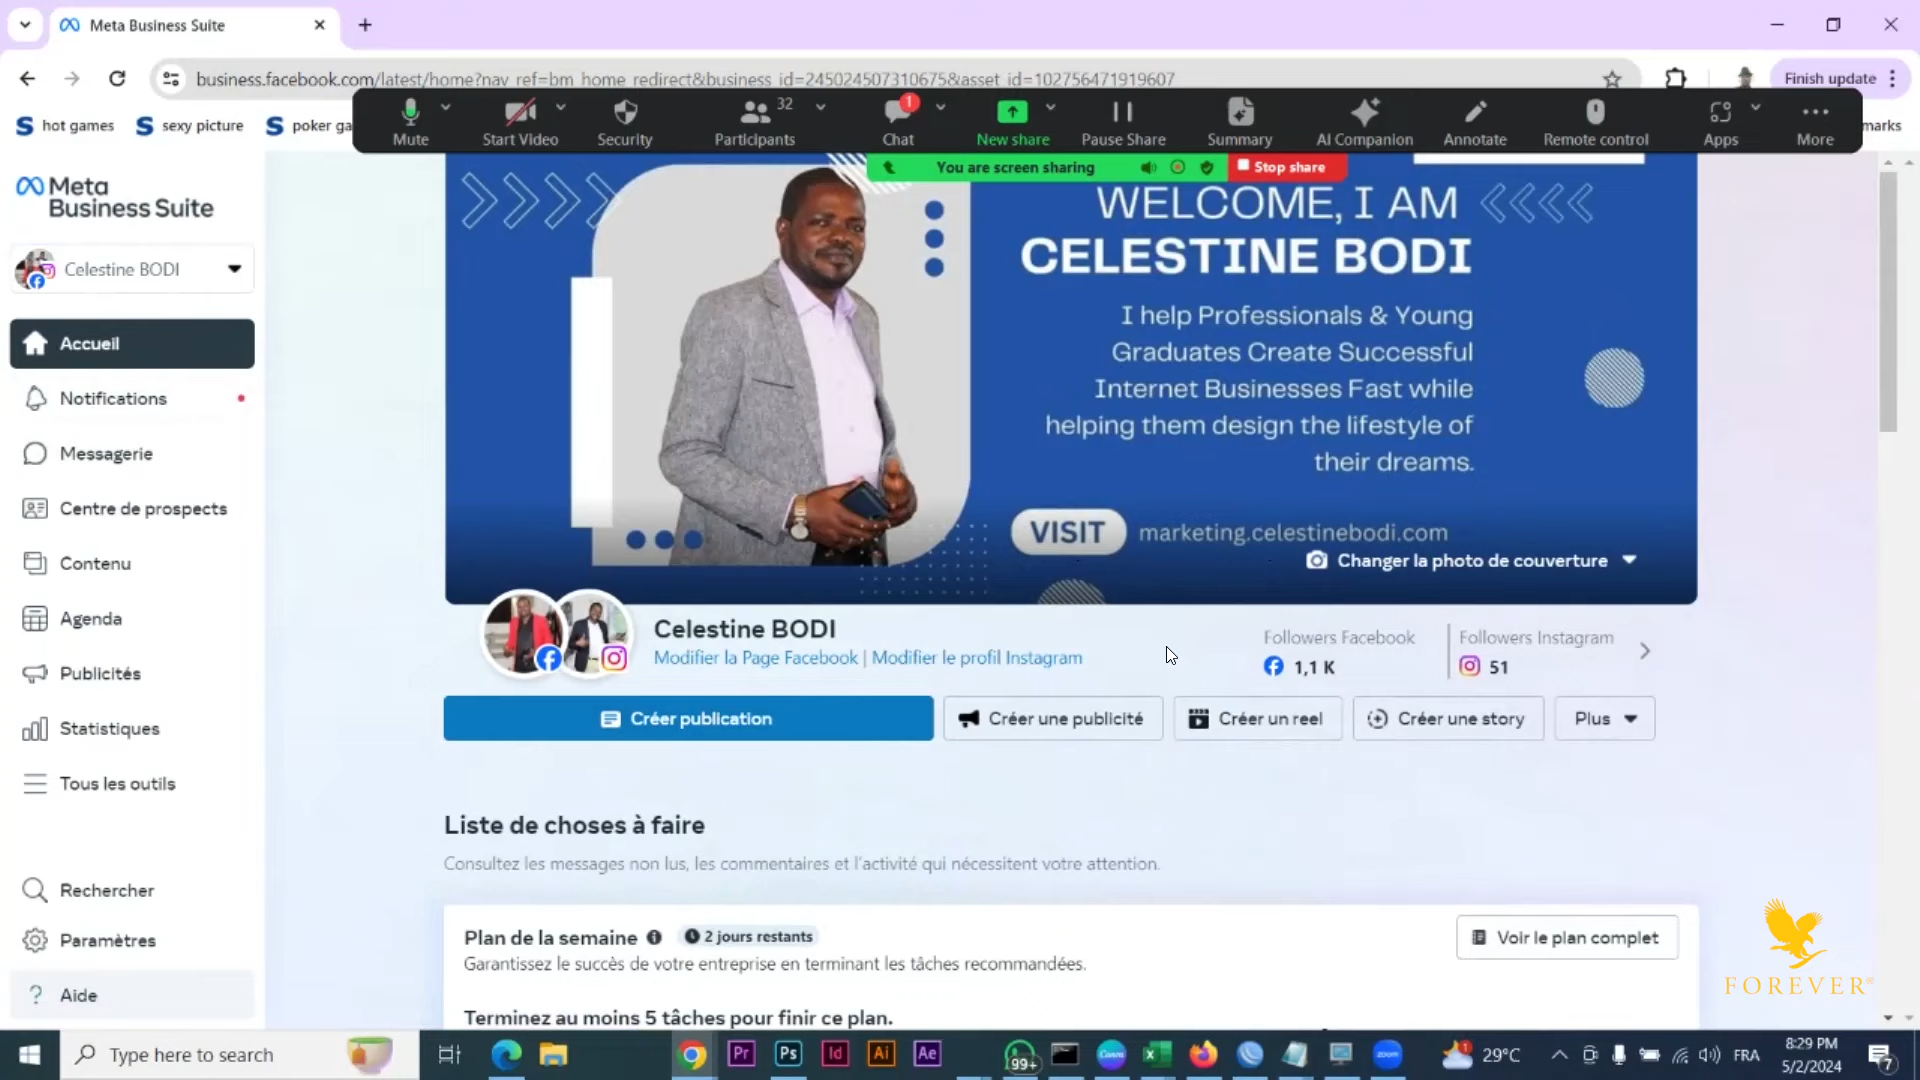 Meta Business Suite
business.facebook.com/latest/home?nav_ref=bm_home_redirect&business_id=245024507310675&asset_id=102756471919607
Finish update
hot games
sexy picture
poker ga
marks
Mute
Start Video
Security
32
Participants
1
Chat
New share
Pause Share
Summary
AI Companion
Annotate
Remote control
Apps
More
You are screen sharing
Stop share
Meta
Business Suite
Celestine BODI
Accueil
Notifications
Messagerie
Centre de prospects
Contenu
Agenda
Publicités
Statistiques
Tous les outils
Rechercher
Paramètres
? Aide
WELCOME, I AM
CELESTINE BODI
I help Professionals & Young
Graduates Create Successful
Internet Businesses Fast while
helping them design the lifestyle of
their dreams.
VISIT marketing.celestinebodi.com
Changer la photo de couverture
Celestine BODI
Modifier la Page Facebook | Modifier le profil Instagram
Followers Facebook
1,1 K
Followers Instagram
51
Créer publication
Créer une publicité
Créer un reel
Créer une story
Plus
Liste de choses à faire
Consultez les messages non lus, les commentaires et l'activité qui nécessitent votre attention.
Plan de la semaine
2 jours restants
Voir le plan complet
Garantissez le succès de votre entreprise en terminant les tâches recommandées.
Terminez au moins 5 tâches pour finir ce plan.
FOREVER®
Type here to search
Pr
Ps
Id
Ai
Ae
99+
Canva
zoom
1
29°C
FRA
8:29 PM
5/2/2024
7